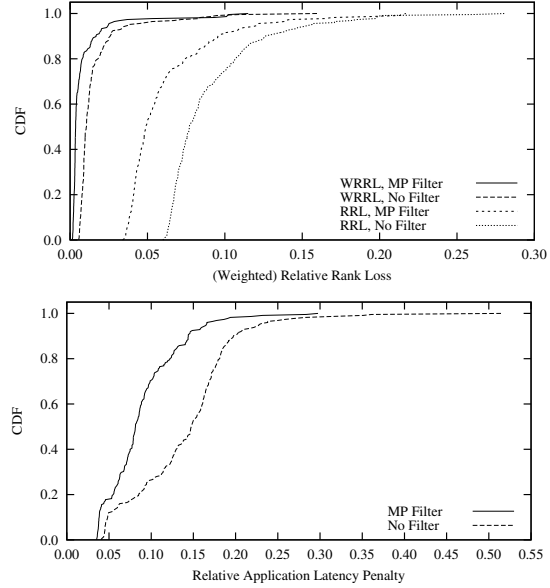 1.0
0.8
0.6
0.4
0.2
0.0
CDF
WRRL, MP Filter
WRRL, No Filter
RRL, MP Filter
RRL, No Filter
0.00 0.05 0.10 0.15 0.20 0.25 0.30
(Weighted) Relative Rank Loss
1.0
0.8
0.6
0.4
0.2
0.0
CDF
MP Filter
No Filter
0.00 0.05 0.10 0.15 0.20 0.25 0.30 0.35 0.40 0.45 0.50 0.55
Relative Application Latency Penalty